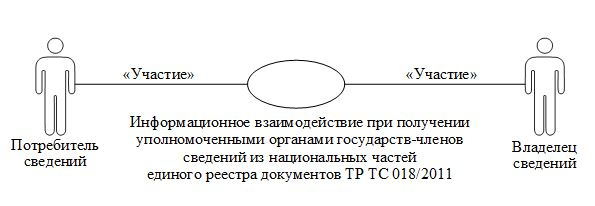 «Участие»
«Участие»
Потребитель
сведений
Информационное взаимодействие при получении
уполномоченными органами государств-членов
сведений из национальных частей
единого реестра документов ТР ТС 018/2011
Владелец
сведений